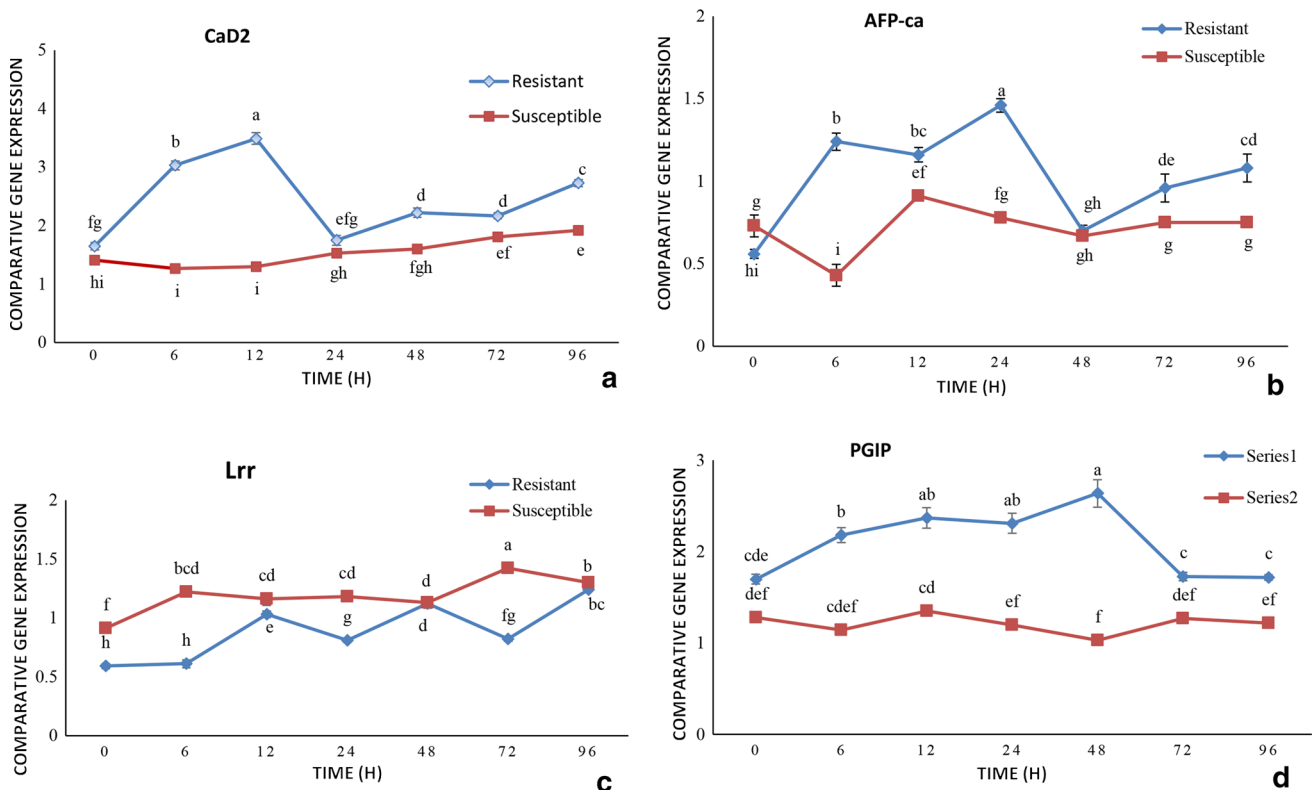 CaD2
COMPARATIVE GENE EXPRESSION
5
4
3
2
1
0
Resistant
Susceptible
fg
b
a
efg
d
d
c
hi
i
i
gh
fgh
ef
e
0 6 12 24 48 72 96
TIME (H)
a
AFP-ca
COMPARATIVE GENE EXPRESSION
2
1.5
1
0.5
0
Resistant
Susceptible
g
b
bc
a
gh
de
cd
hi
i
ef
fg
gh
g
g
0 6 12 24 48 72 96
TIME (H)
b
Lrr
COMPARATIVE GENE EXPRESSION
2
1.5
1
0.5
0
Resistant
Susceptible
f
bcd
cd
cd
d
a
b
h
h
e
g
d
fg
bc
0 6 12 24 48 72 96
TIME (H)
c
PGIP
COMPARATIVE GENE EXPRESSION
3
2
1
0
Series1
Series2
cde
b
ab
ab
a
c
c
def
cdef
cd
ef
f
def
ef
0 6 12 24 48 72 96
TIME (H)
d